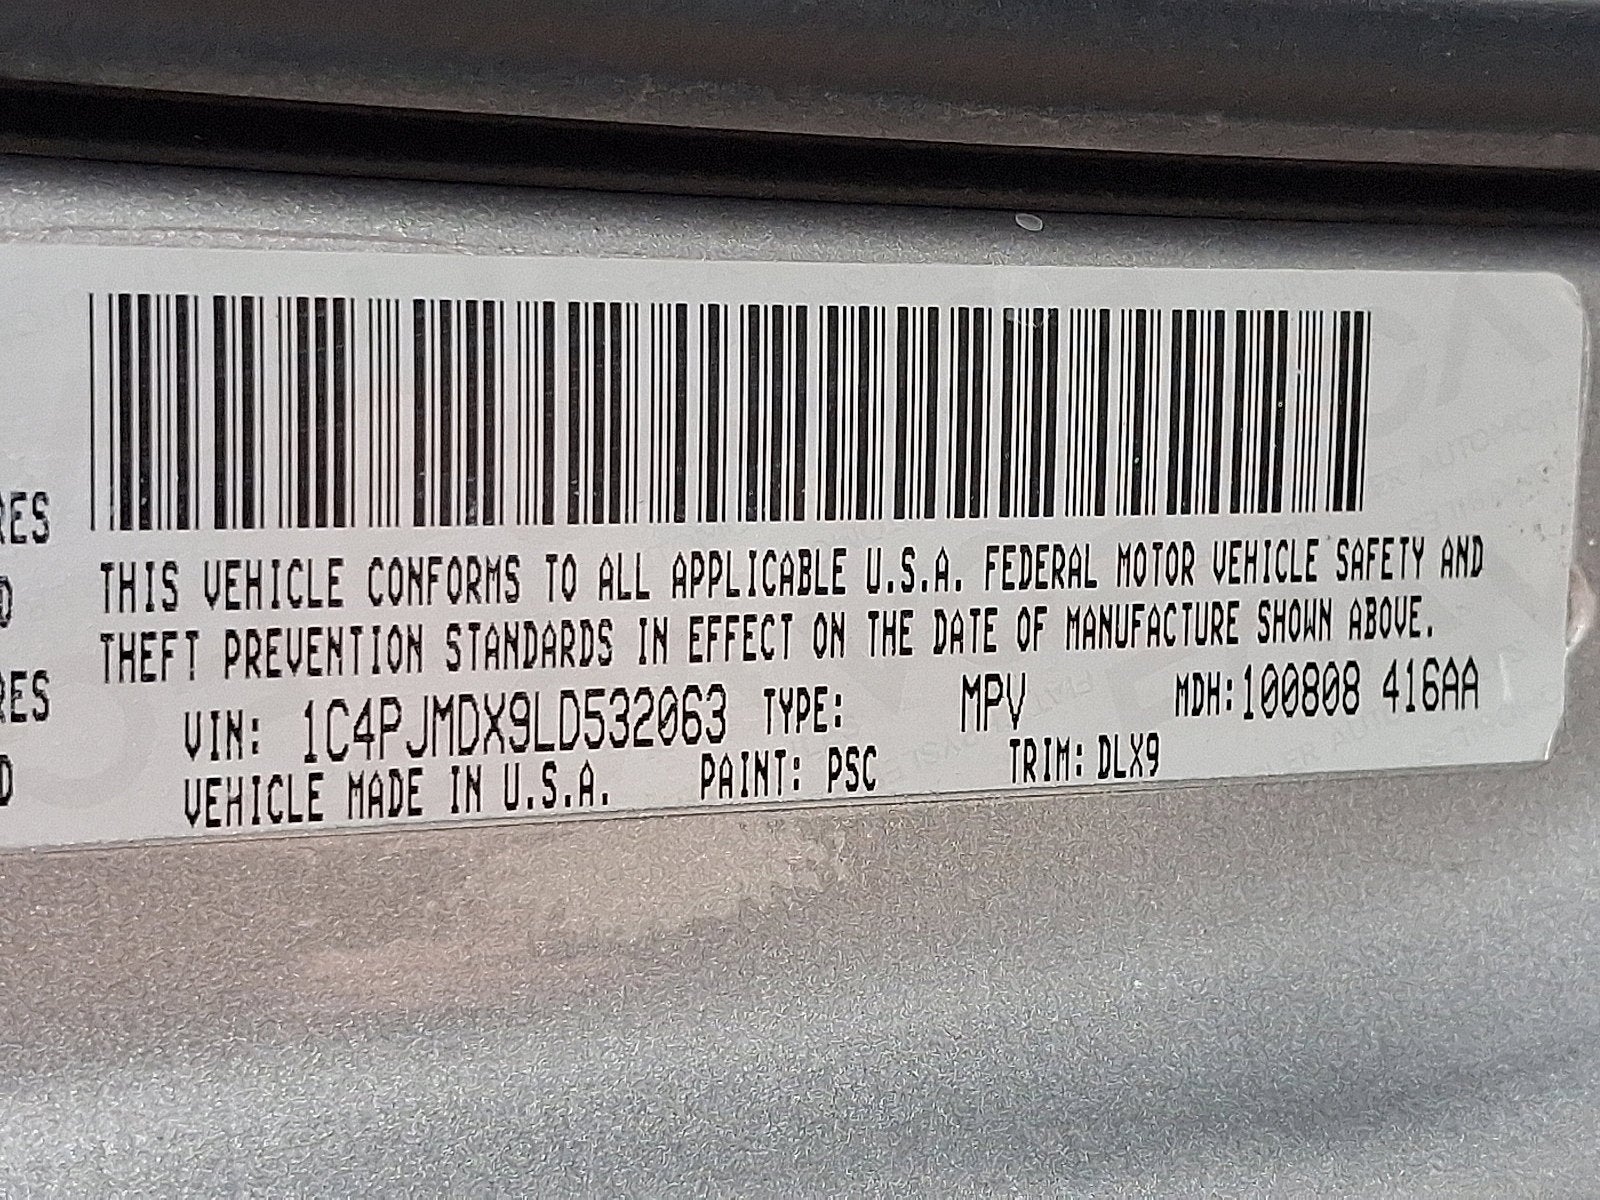 RES
D
RES
D
THIS VEHICLE CONFORMS TO ALL APPLICABLE U.S.A. FEDERAL MOTOR VEHICLE SAFETY AND
THEFT PREVENTION STANDARDS IN EFFECT ON THE DATE OF MANUFACTURE SHOWN ABOVE.
VIN: 1C4PJMDX9LD532063 TYPE: MPV MDH:100808 416AA
VEHICLE MADE IN U.S.A. PAINT: PSC TRIM: DLX9